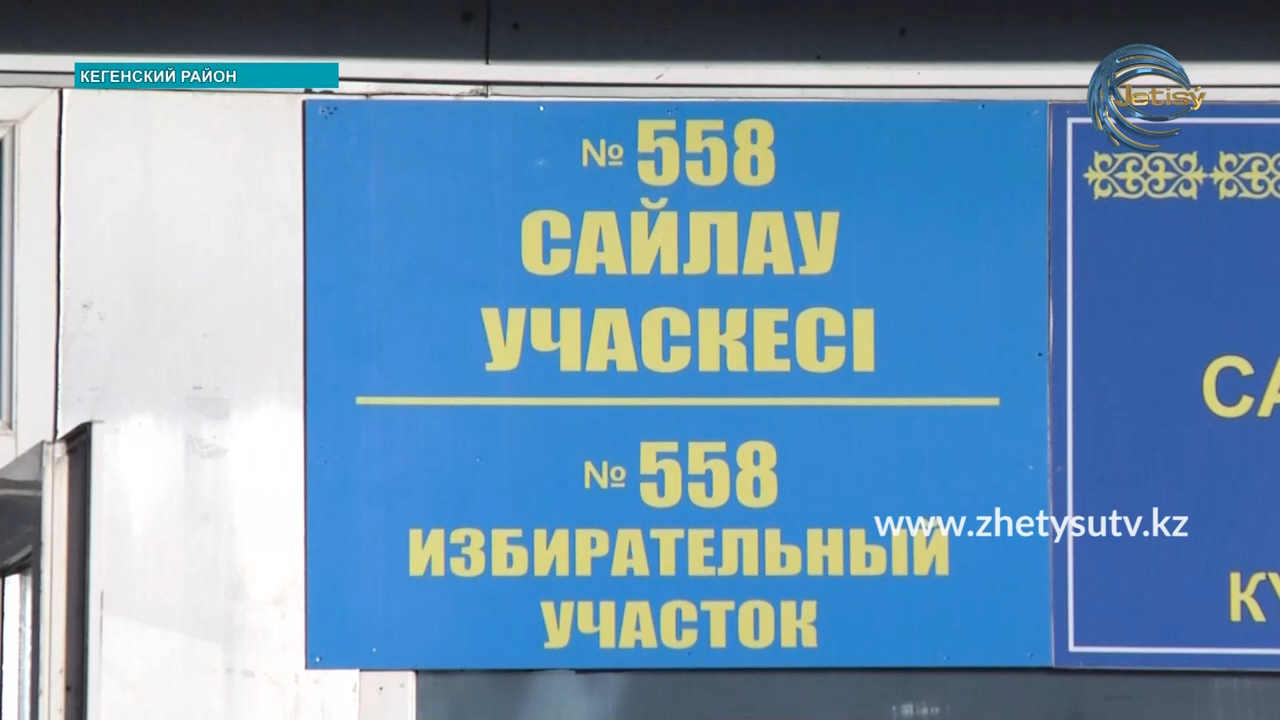 КЕГЕНСКИЙ РАЙОН
Jetisý
№ 558
САЙЛАУ
УЧАСКЕСІ
№ 558
ИЗБИРАТЕЛЬНЫЙ
УЧАСТОК
www.zhetysutv.kz